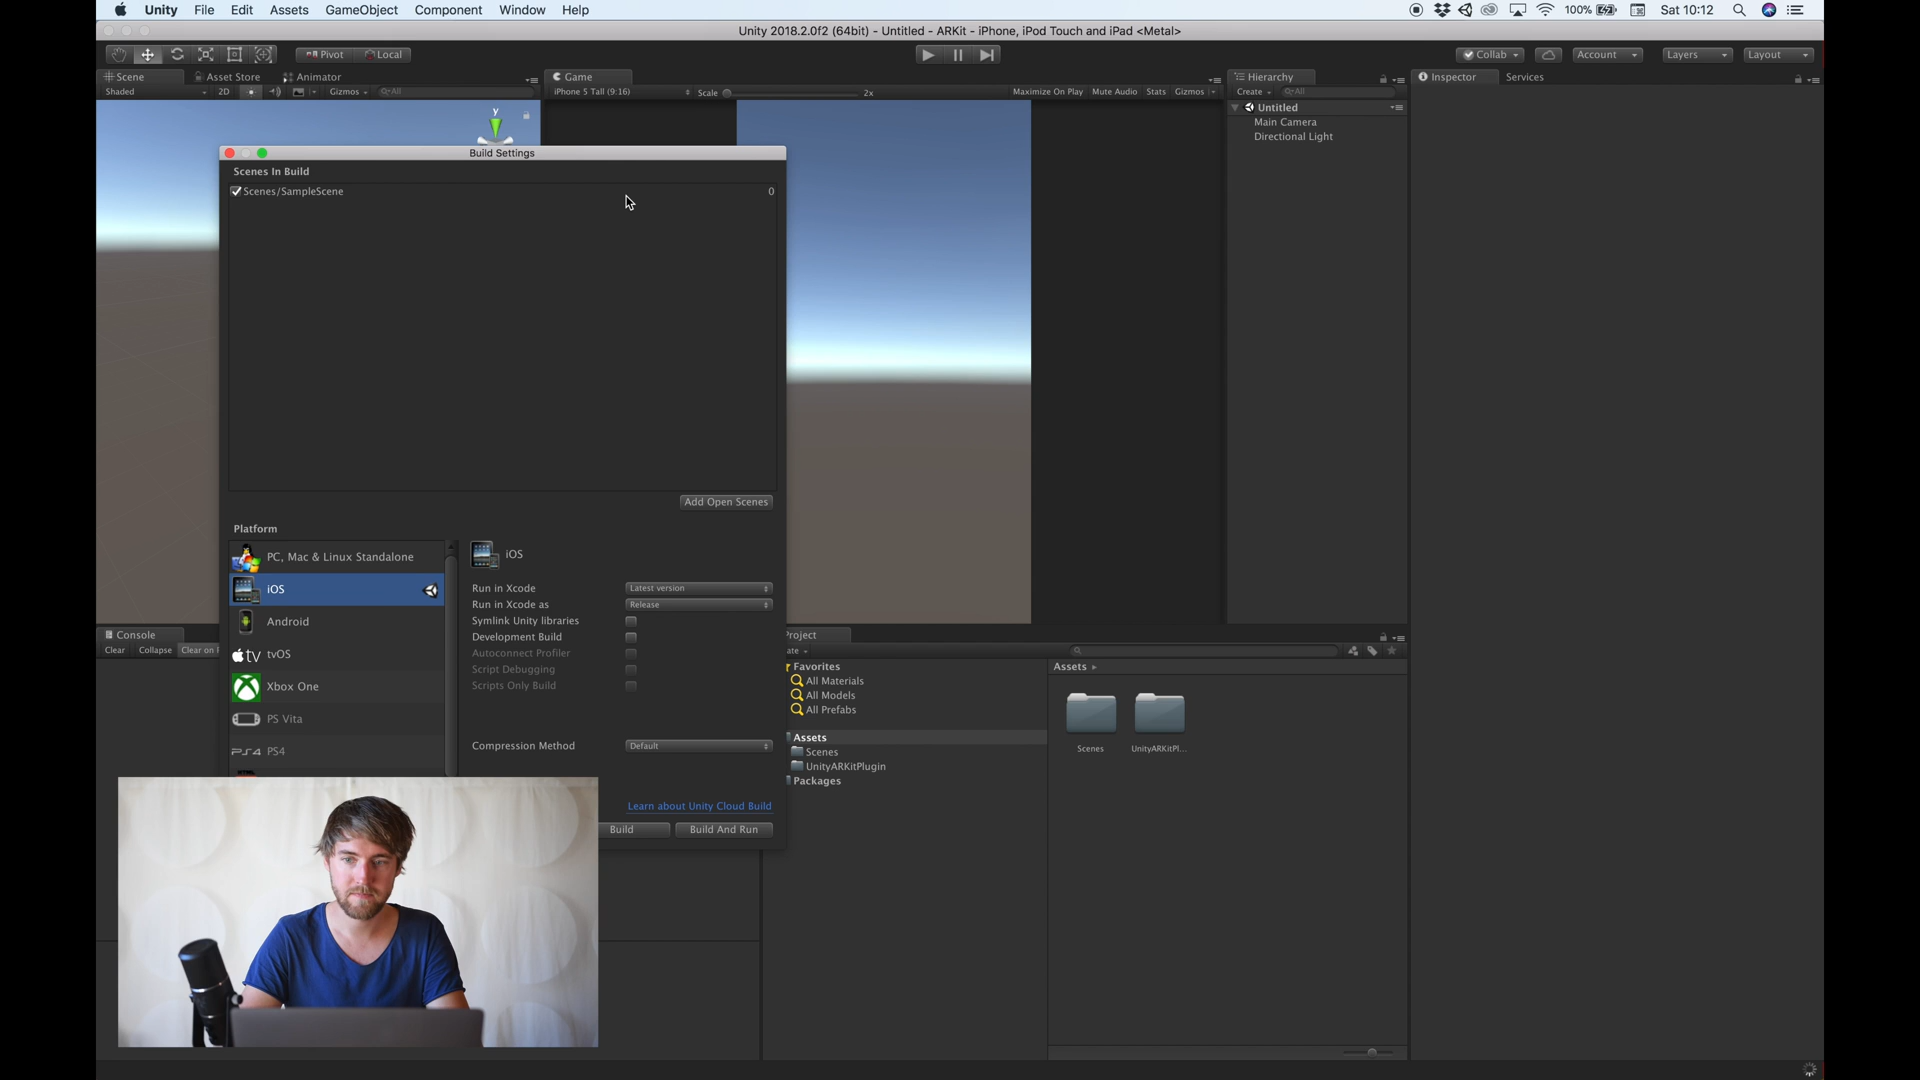 Unity File Edit Assets GameObject Component Window Help
100% Sat 10:12
Unity 2018.2.0f2 (64bit) - Untitled - ARKit - iPhone, iPod Touch and iPad <Metal>
Pivot Local
Collab Account Layers Layout
Scene Asset Store Animator
Game
Hierarchy
Inspector Services
Shaded 2D Gizmos All
iPhone 5 Tall (9:16) Scale 2x Maximize On Play Mute Audio Stats Gizmos
Create All
Untitled
Main Camera
Directional Light
y
Build Settings
Scenes In Build
Scenes/SampleScene 0
Add Open Scenes
Platform
PC, Mac & Linux Standalone
iOS
Android
tv tvOS
Xbox One
PS Vita
PS4
iOS
Run in Xcode Latest version
Run in Xcode as Release
Symlink Unity libraries
Development Build
Autoconnect Profiler
Script Debugging
Scripts Only Build
Compression Method Default
Learn about Unity Cloud Build
Build Build And Run
Console
Clear Collapse Clear on
Project
ate
Favorites
All Materials
All Models
All Prefabs
Assets
Scenes
UnityARKitPlugin
Packages
Assets
Scenes UnityARKitPl...